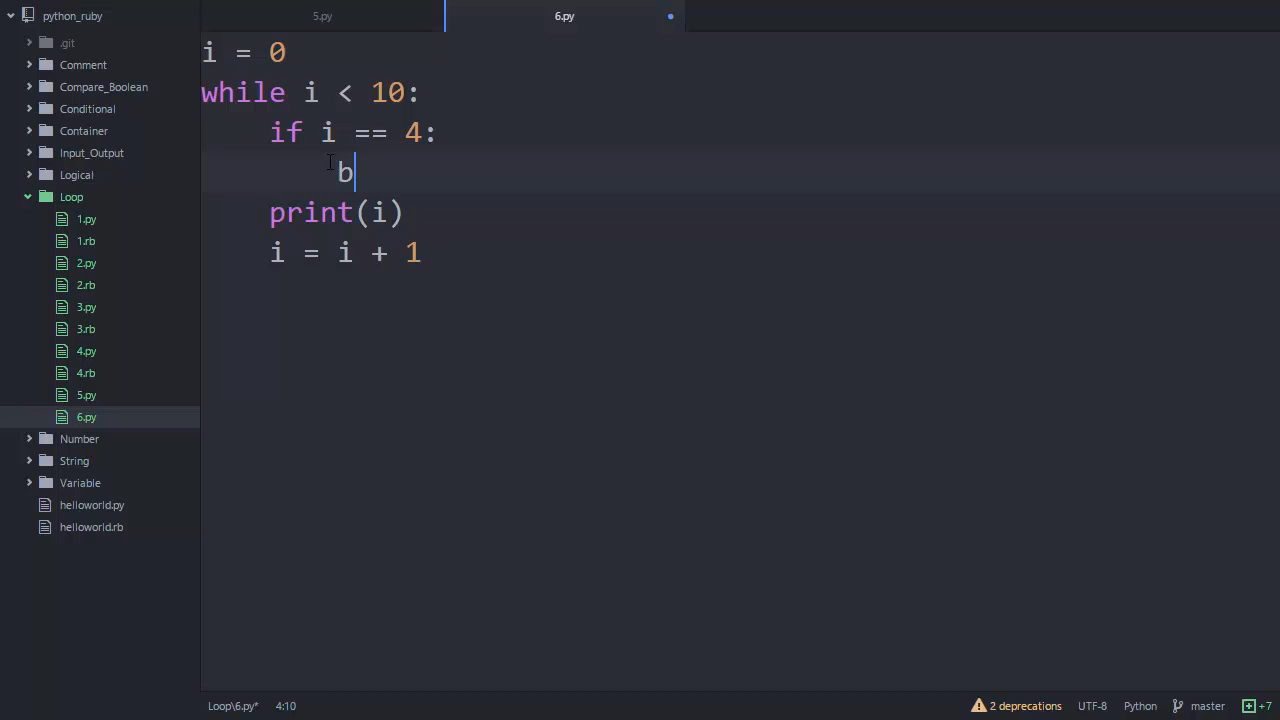 python_ruby
5.py
6.py
.git
Comment
Compare_Boolean
Conditional
Container
Input_Output
Logical
Loop
1.py
1.rb
2.py
2.rb
3.py
3.rb
4.py
4.rb
5.py
6.py
Number
String
Variable
helloworld.py
helloworld.rb
i = 0
while i < 10:
    if i == 4:
        b
    print(i)
    i = i + 1
Loop\6.py* 4:10 2 deprecations UTF-8 Python master +7